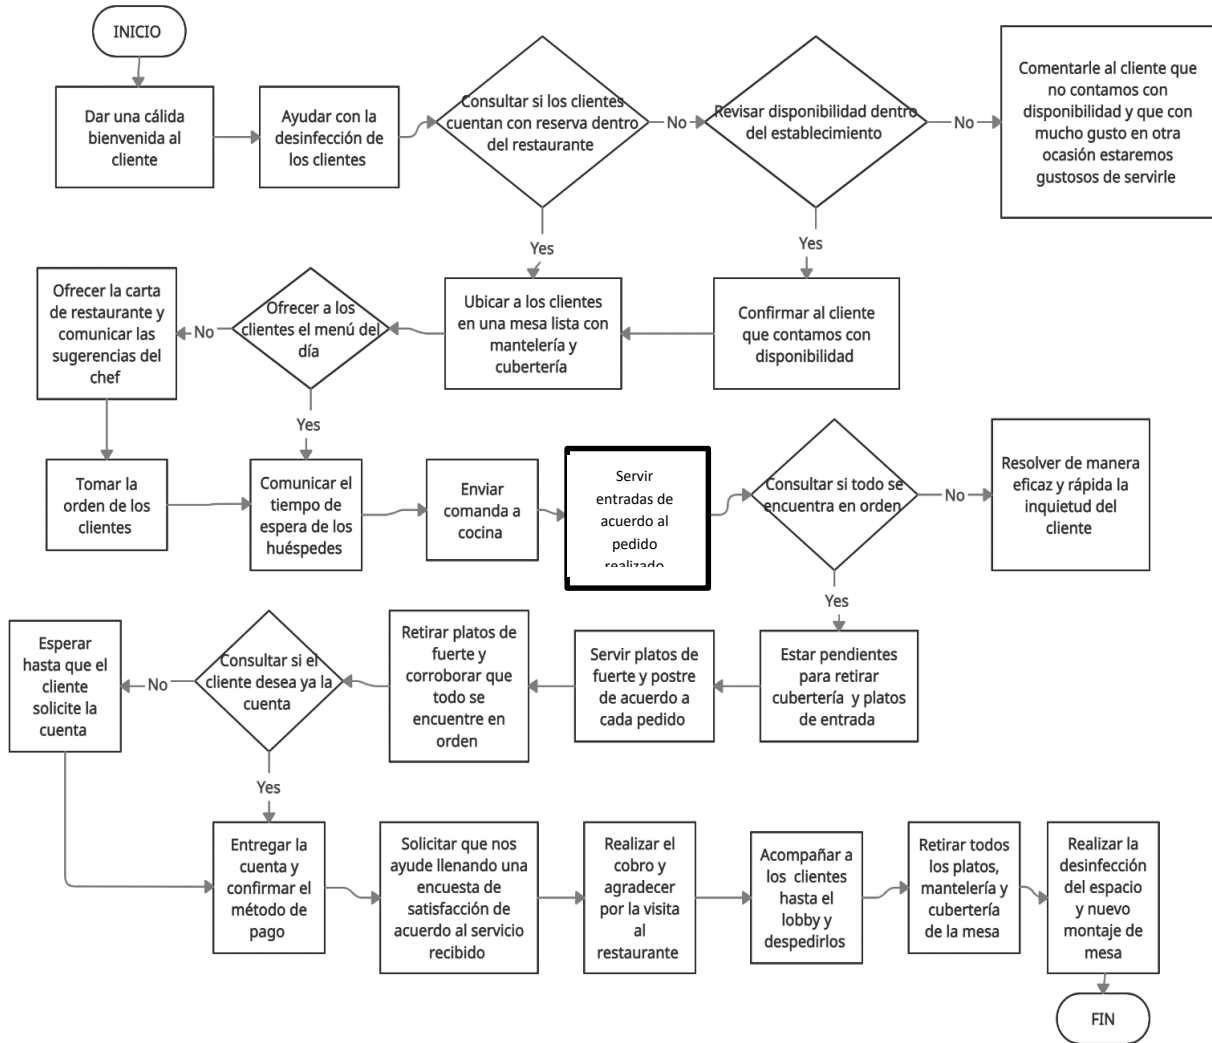 INICIO
Dar una cálida
bienvenida al
cliente
Ayudar con la
desinfección de
los clientes
Consultar si los clientes
cuentan con reserva dentro
del restaurante
No
Revisar disponibilidad dentro
del establecimiento
No
Comentarle al cliente que
no contamos con
disponibilidad y que con
mucho gusto en otra
ocasión estaremos
gustosos de servirle
Yes
Yes
Ofrecer la carta
de restaurante y
comunicar las
sugerencias del
chef
No
Ofrecer a los
clientes el menú del
día
Ubicar a los clientes
en una mesa lista con
mantelería y
cubertería
Confirmar al cliente
que contamos con
disponibilidad
Yes
Tomar la
orden de los
clientes
Comunicar el
tiempo de
espera de los
huéspedes
Enviar
comanda a
cocina
Servir
entradas de
acuerdo al
pedido
realizado
Consultar si todo se
encuentra en orden
No
Resolver de manera
eficaz y rápida la
inquietud del
cliente
Yes
Esperar
hasta que el
cliente
solicite la
cuenta
No
Consultar si el
cliente desea ya la
cuenta
Retirar platos de
fuerte y
corroborar que
todo se
encuentre en
orden
Servir platos de
fuerte y postre
de acuerdo a
cada pedido
Estar pendientes
para retirar
cubertería y platos
de entrada
Yes
Entregar la
cuenta y
confirmar el
método de
pago
Solicitar que nos
ayude llenando una
encuesta de
satisfacción de
acuerdo al servicio
recibido
Realizar el
cobro y
agradecer
por la visita
al
restaurante
Acompañar a
los clientes
hasta el
lobby y
despedirlos
Retirar todos
los platos,
mantelería y
cubertería
de la mesa
Realizar la
desinfección
del espacio
y nuevo
montaje de
mesa
FIN